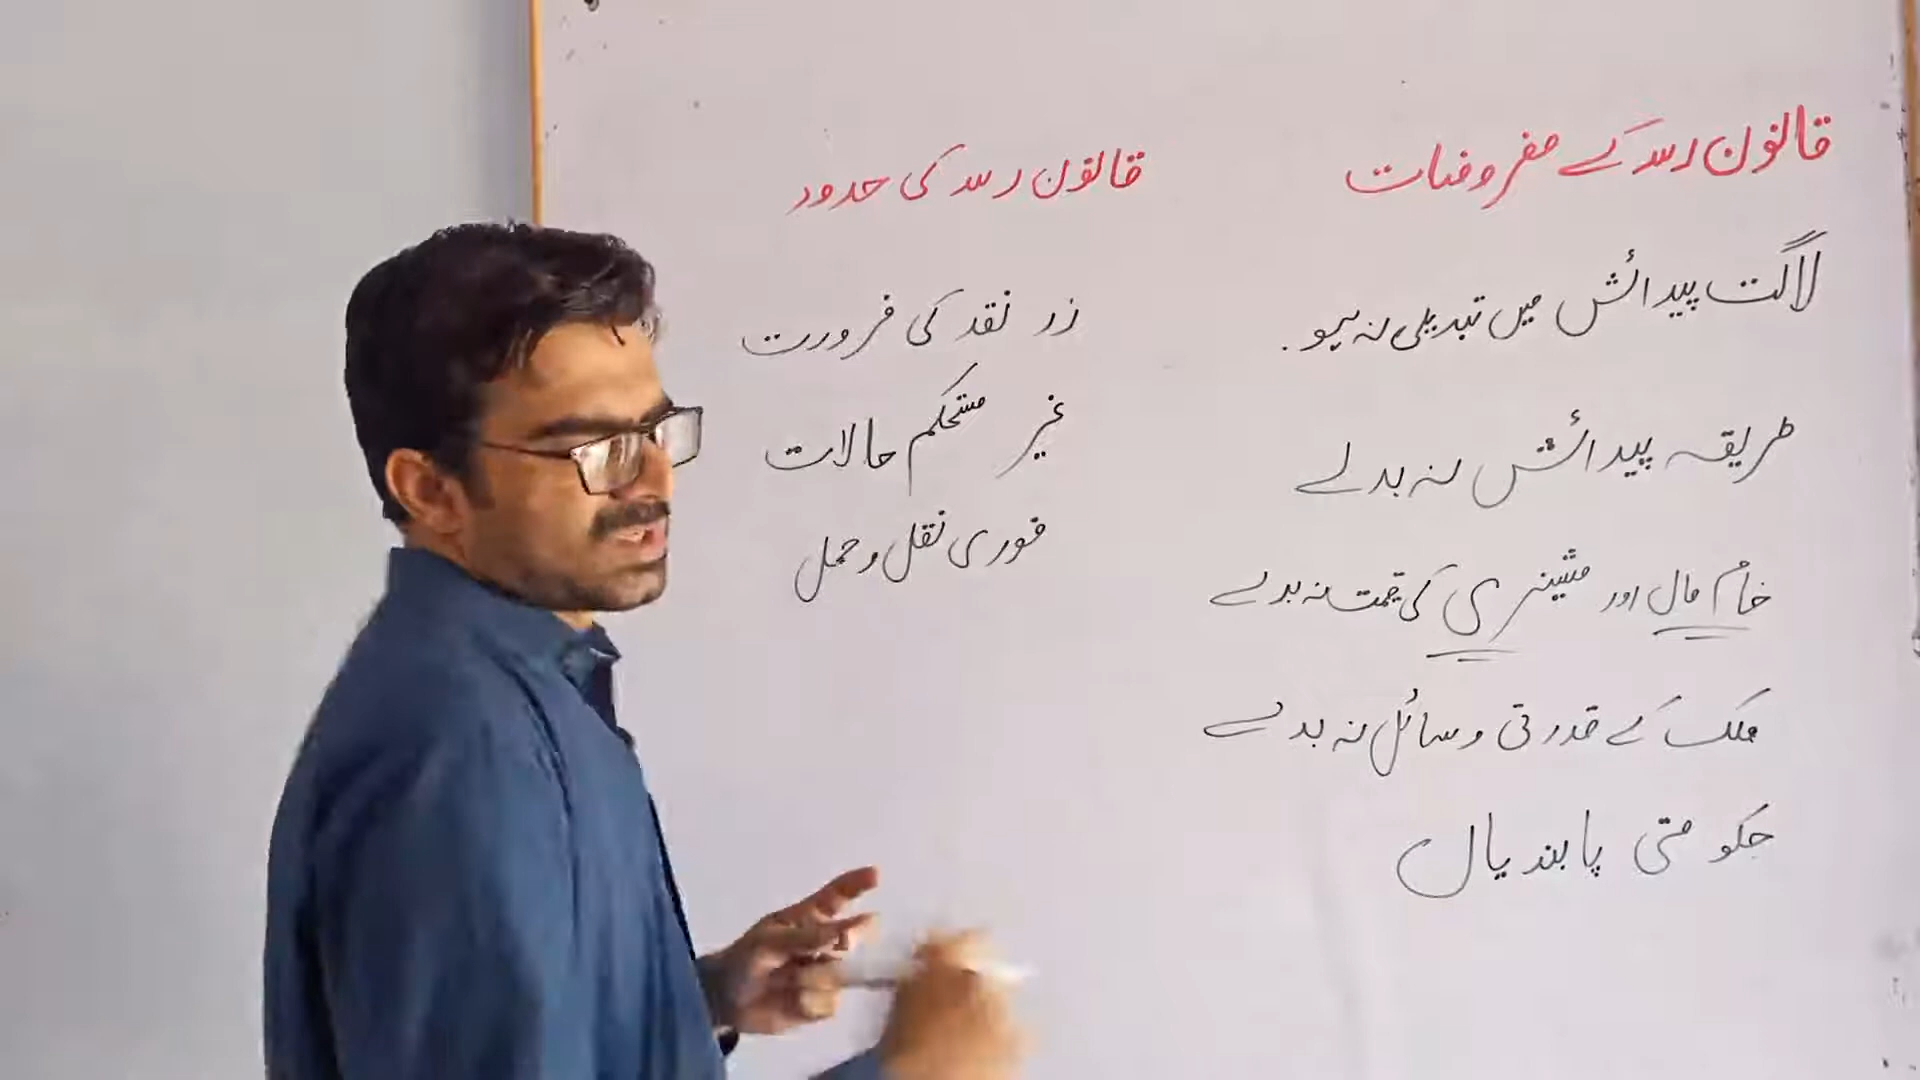 قانون رسد کے مفروضات
لاگت پیدائش میں تبدیلی نہ ہو.
طریقہ پیدائش نہ بدلے
خام مال اور مشینری کی قیمت نہ بدلے
ملک کے قدرتی وسائل نہ بدلے
حکومتی پابندیاں
قانون رسد کی حدود
زر نقد کی ضرورت
غیر مستحکم حالات
فوری نقل و حمل